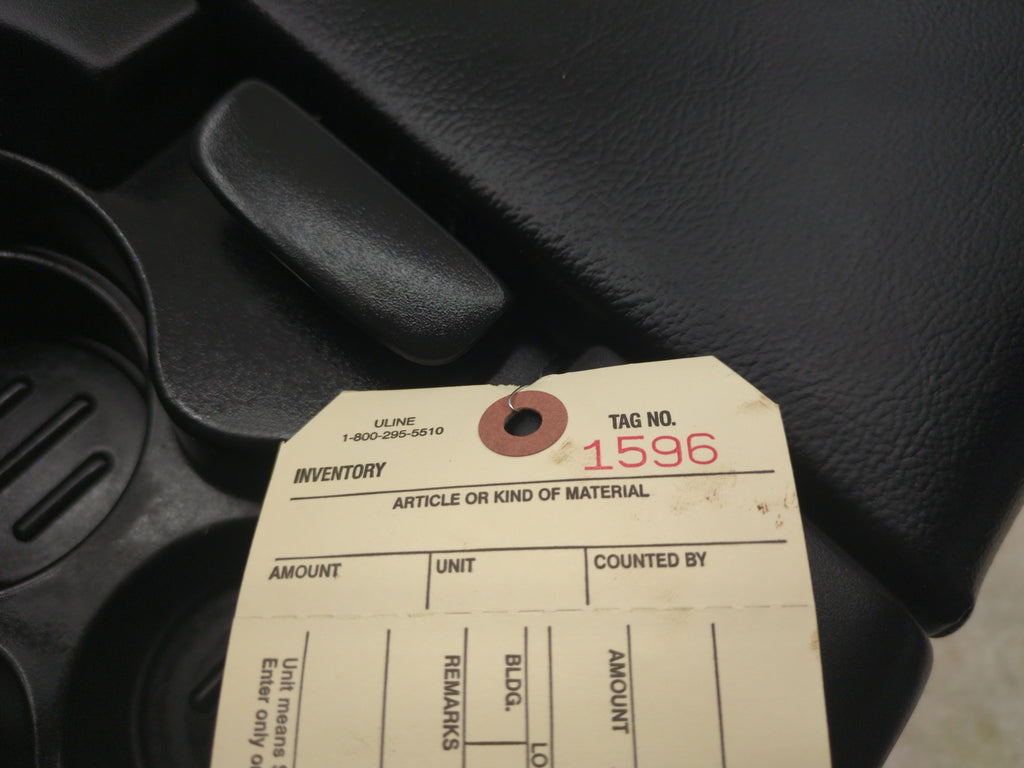 ULINE
1-800-295-5510
TAG NO.
1596
INVENTORY
ARTICLE OR KIND OF MATERIAL
AMOUNT
UNIT
COUNTED BY
Unit means
Enter only
REMARKS
BLDG.
LO
AMOUNT